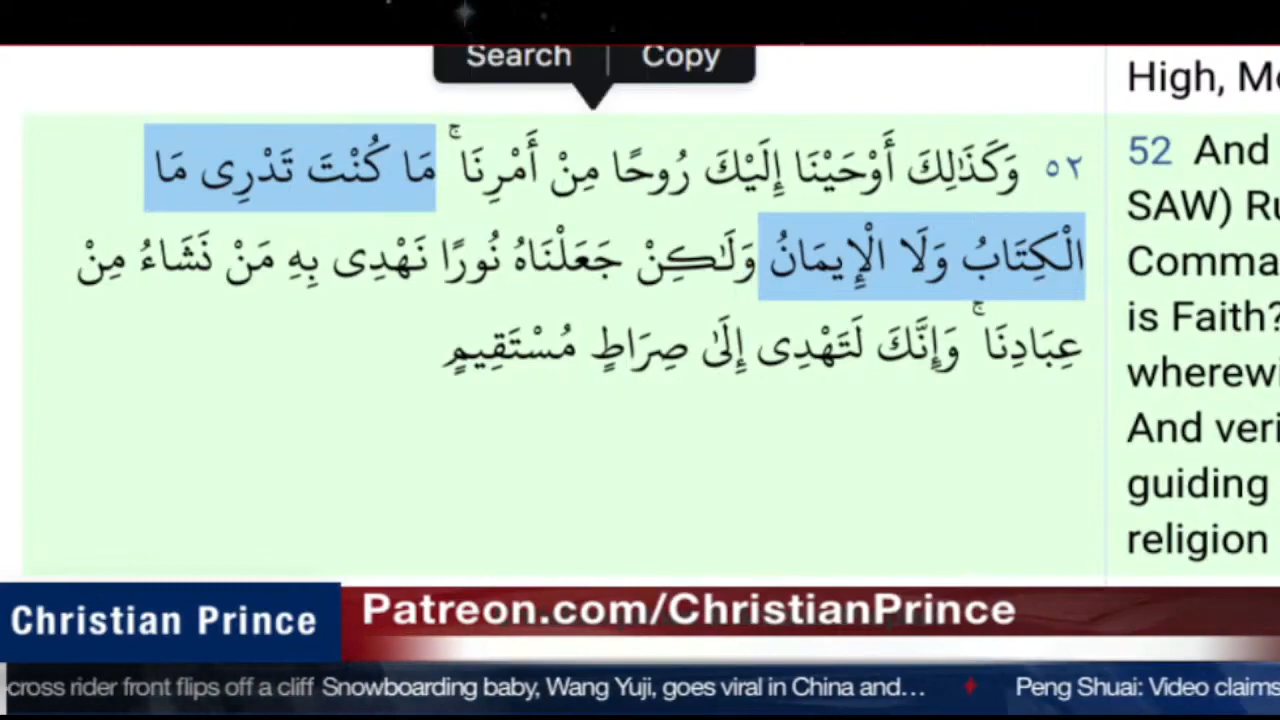 Search | Copy
High, Mo
٥٢ وَكَذَٰلِكَ أَوْحَيْنَا إِلَيْكَ رُوحًا مِنْ أَمْرِنَا ۚ مَا كُنْتَ تَدْرِى مَا
الْكِتَابُ وَلَا الْإِيمَانُ وَلَٰكِنْ جَعَلْنَاهُ نُورًا نَهْدِى بِهِ مَنْ نَشَاءُ مِنْ
عِبَادِنَا ۚ وَإِنَّكَ لَتَهْدِى إِلَىٰ صِرَاطٍ مُسْتَقِيمٍ
52 And
SAW) Ru
Comma
is Faith?
wherewi
And veri
guiding
religion
Christian Prince
Patreon.com/ChristianPrince
cross rider front flips off a cliff Snowboarding baby, Wang Yuji, goes viral in China and… ♦ Peng Shuai: Video claims